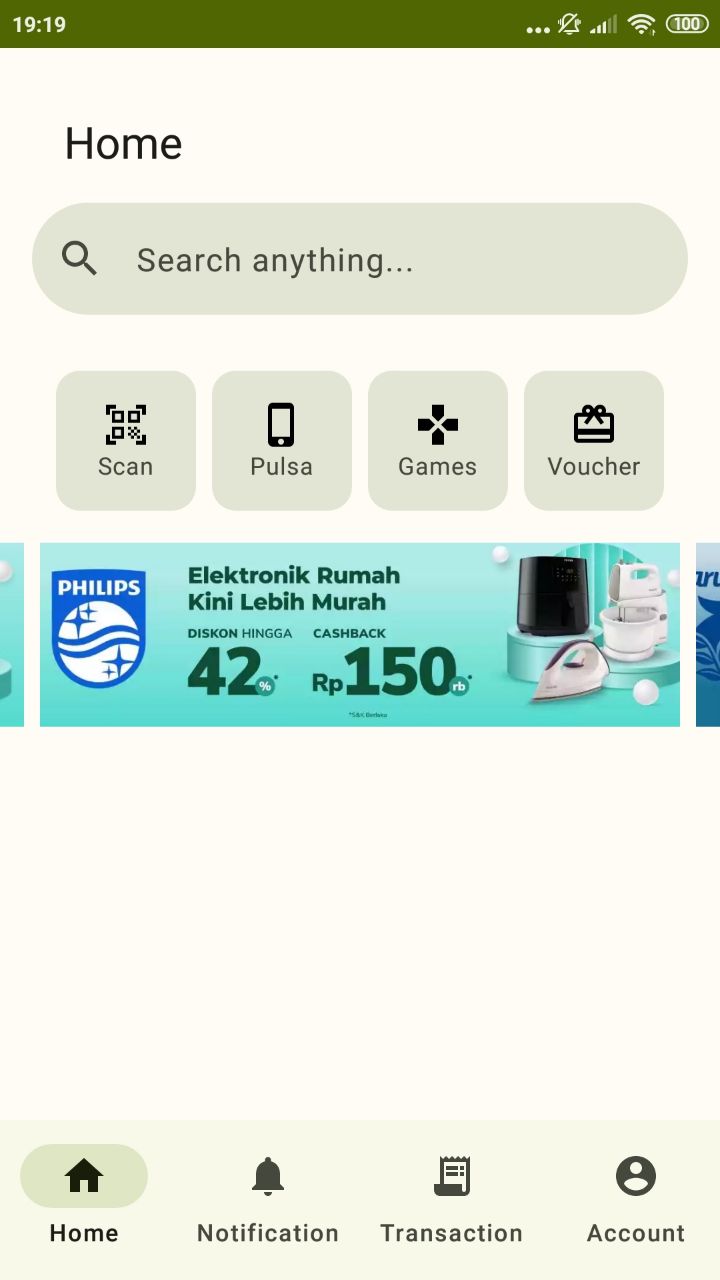 19:19
100
Home
Search anything...
Scan
Pulsa
Games
Voucher
PHILIPS
Elektronik Rumah
Kini Lebih Murah
DISKON HINGGA
CASHBACK
42%*
Rp150rb*
*S&K Berlaku
Home
Notification
Transaction
Account